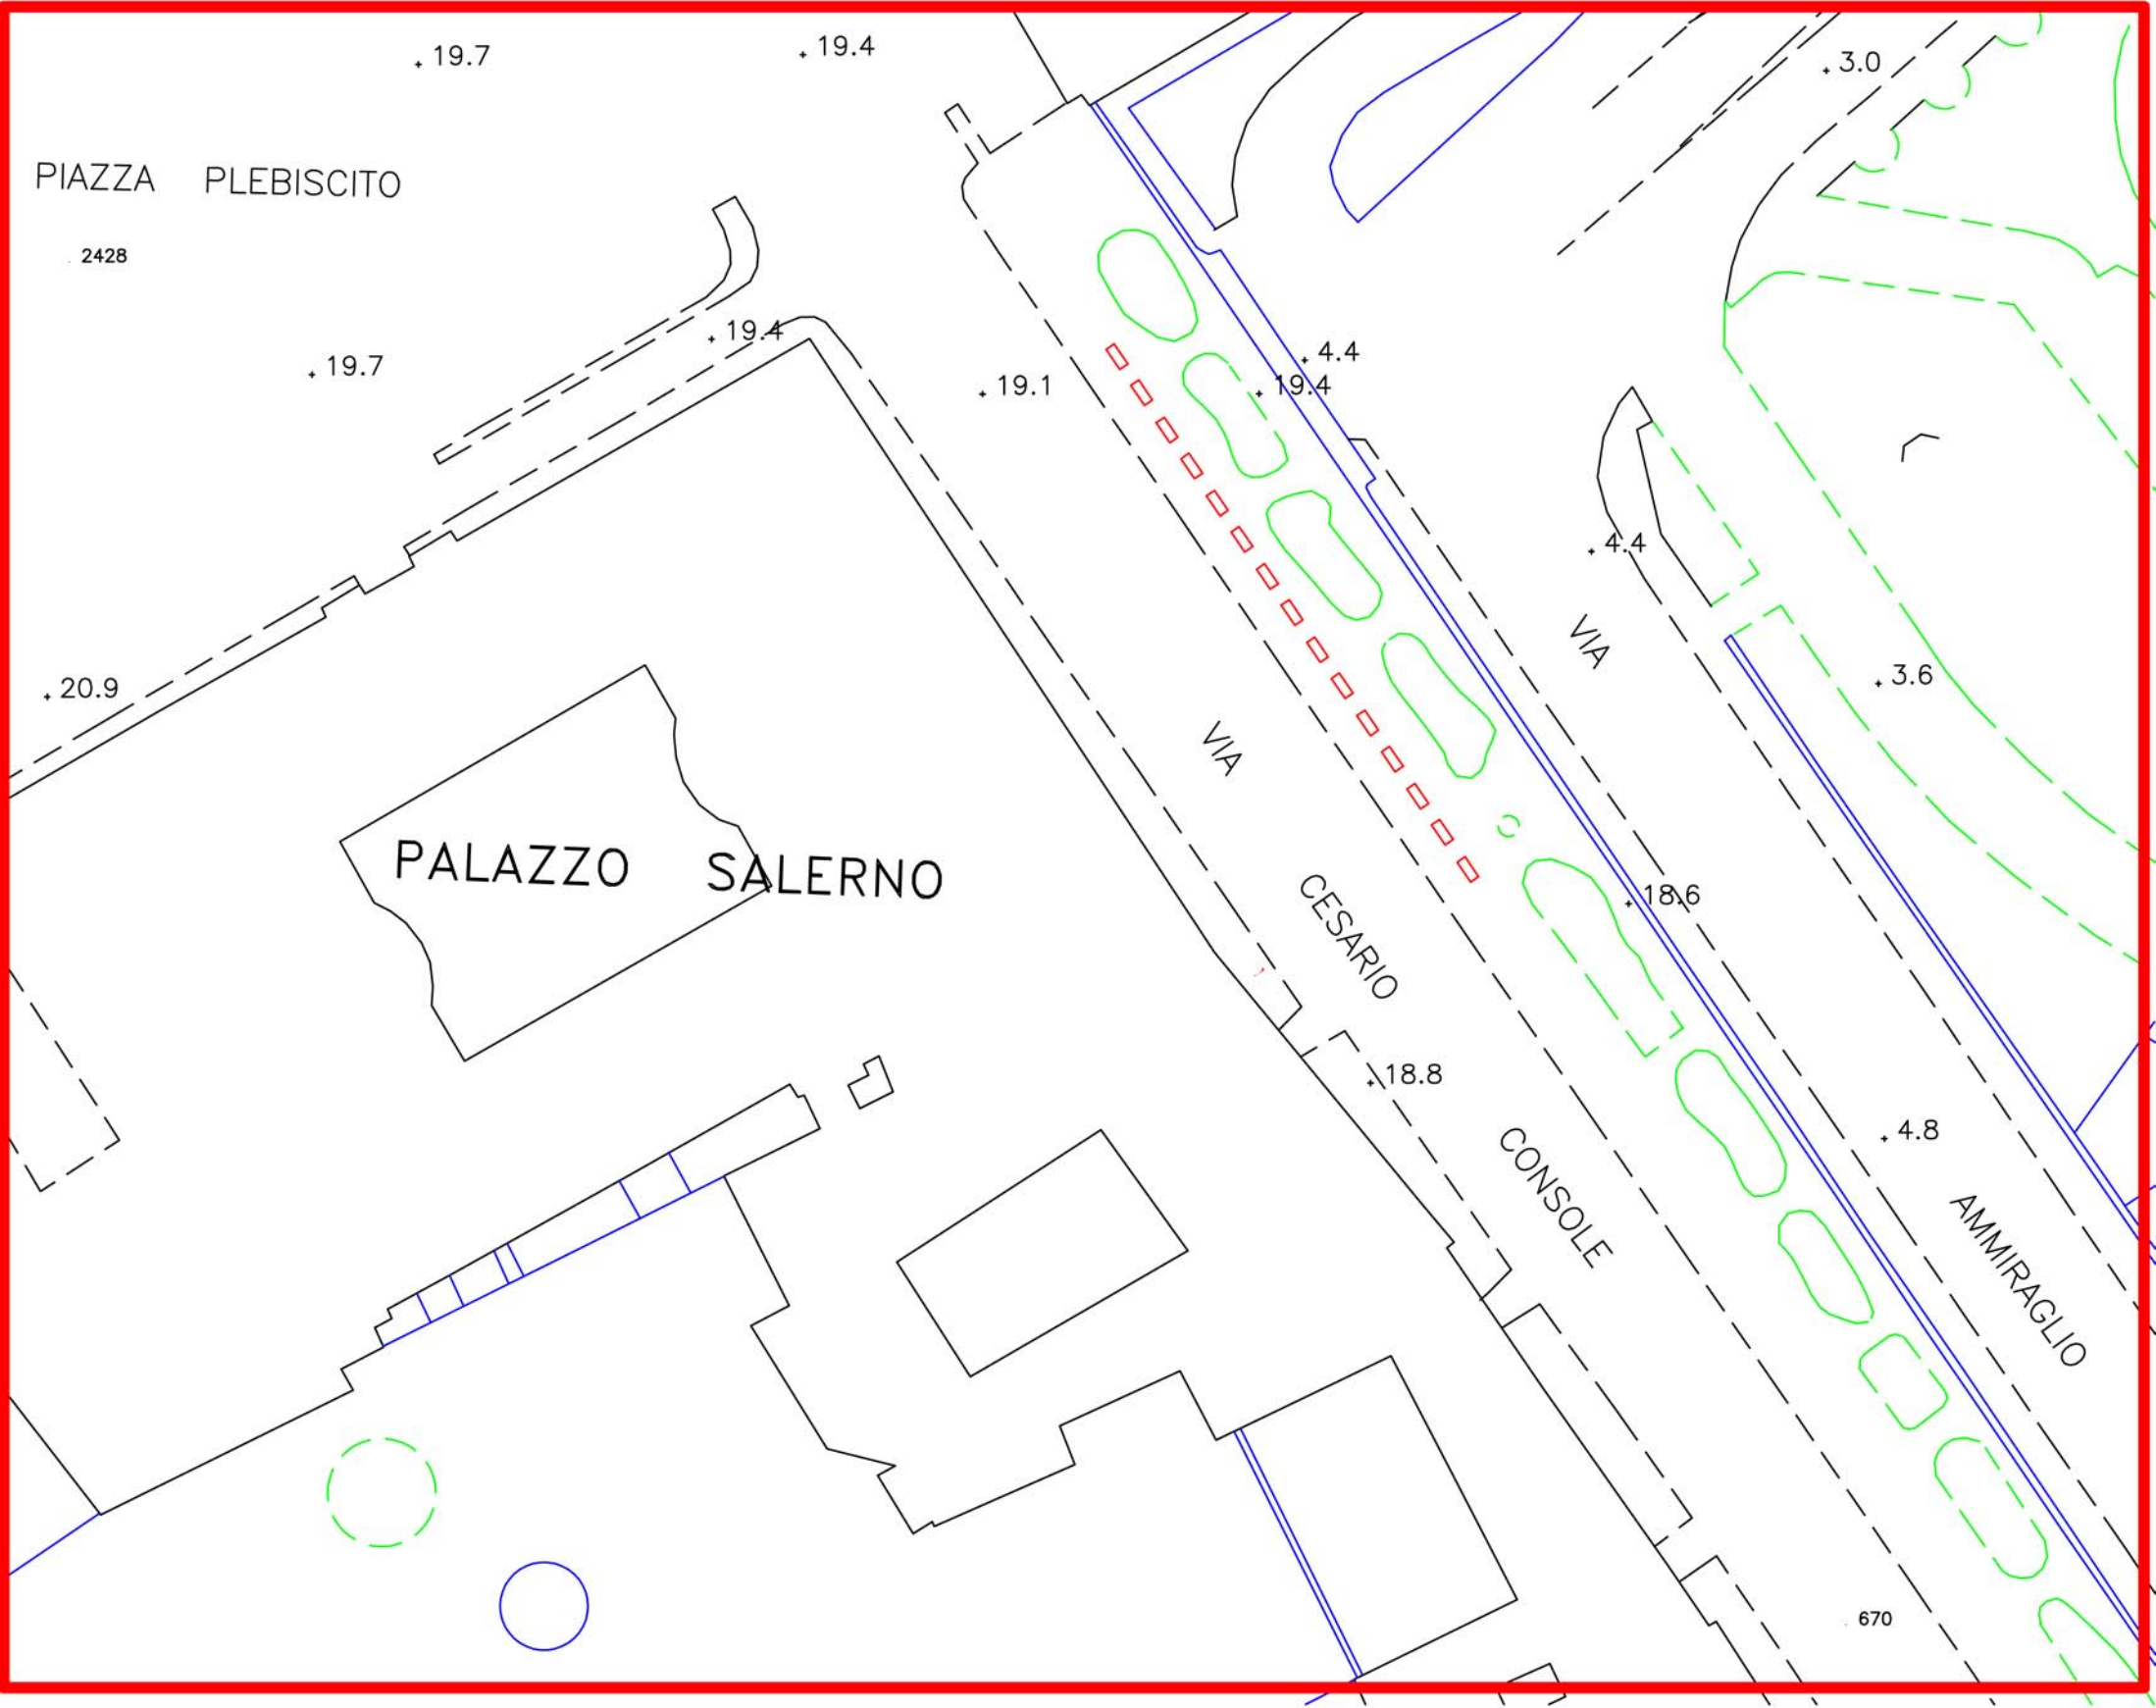 19.7
19.4
3.0
PIAZZA PLEBISCITO
2428
19.4
19.7
19.1
4.4
19.4
4.4
VIA
3.6
20.9
VIA
PALAZZO SALERNO
18.6
CESARIO
18.8
4.8
CONSOLE
AMMIRAGLIO
670